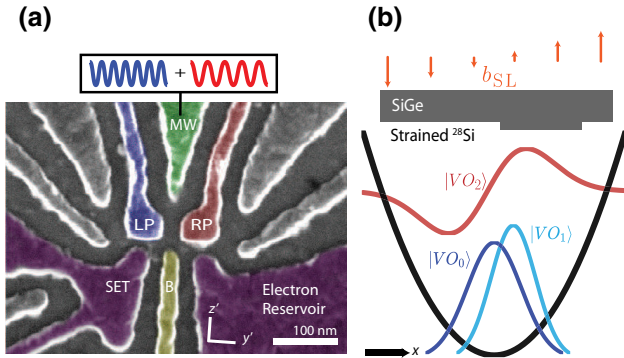 (a)
+
MW
LP
RP
SET
B
Electron
Reservoir
z′
y′
100 nm
(b)
b_SL
SiGe
Strained ²⁸Si
|VO₂⟩
|VO₀⟩
|VO₁⟩
x